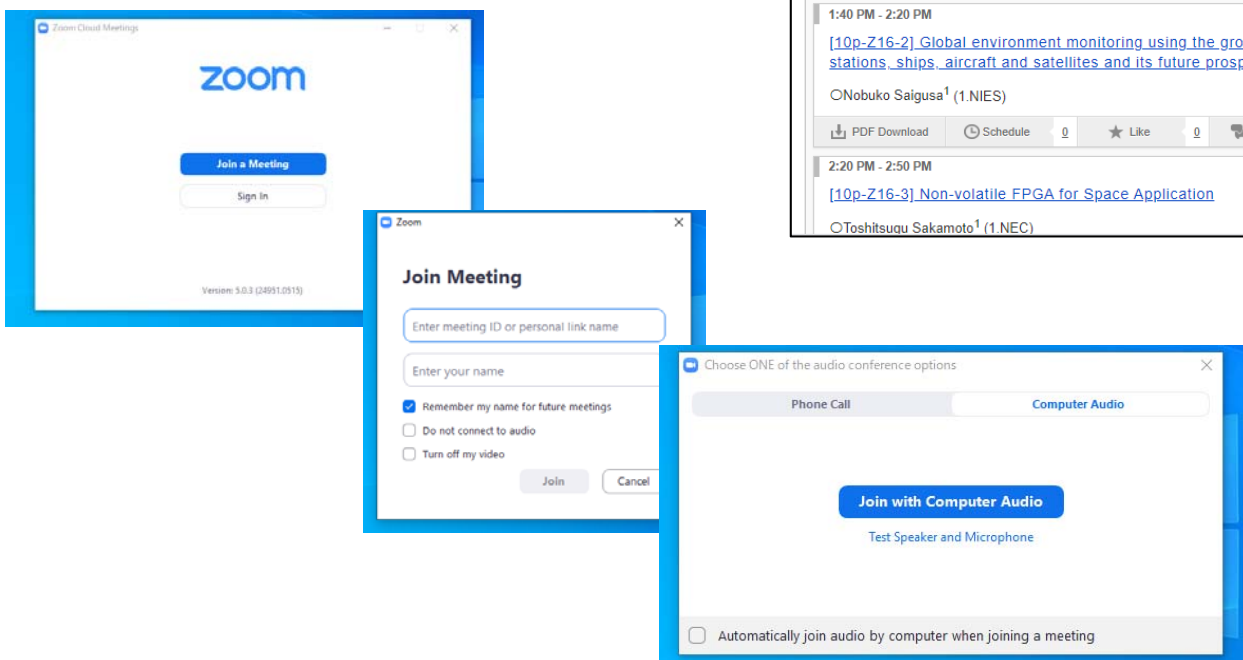 Zoom Cloud Meetings
zoom
Join a Meeting
Sign In
Version: 5.0.3 (24951.0515)
1:40 PM - 2:20 PM
[10p-Z16-2] Global environment monitoring using the gro
stations, ships, aircraft and satellites and its future prosp
○Nobuko Saigusa1 (1.NIES)
PDF Download Schedule 0 Like 0
2:20 PM - 2:50 PM
[10p-Z16-3] Non-volatile FPGA for Space Application
○Toshitsugu Sakamoto1 (1.NEC)
Zoom
Join Meeting
Enter meeting ID or personal link name
Enter your name
Remember my name for future meetings
Do not connect to audio
Turn off my video
Join Cancel
Choose ONE of the audio conference options
Phone Call Computer Audio
Join with Computer Audio
Test Speaker and Microphone
Automatically join audio by computer when joining a meeting